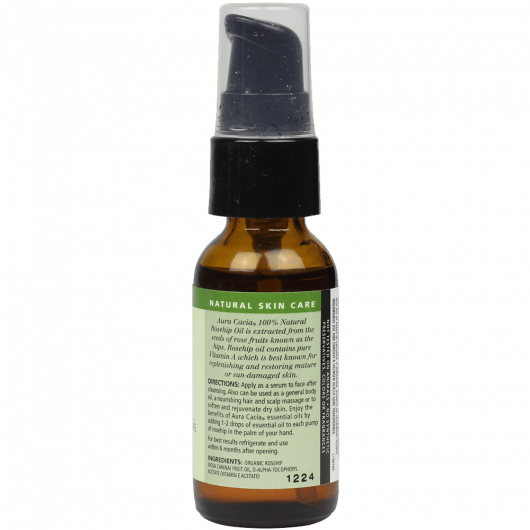 NATURAL SKIN CARE
Aura Cacia® 100% Natural
Rosehip Oil is extracted from the
seeds of rose fruits known as the
hips. Rosehip oil contains pure
Vitamin A which is best known for
replenishing and restoring mature
or sun-damaged skin.
DIRECTIONS: Apply as a serum to face after
cleansing. Also can be used as a general body
oil, a nourishing hair and scalp massage or to
soften and rejuvenate dry skin. Enjoy the
benefits of Aura Cacia® essential oils by
adding 1-2 drops of essential oil to each pump
of rosehip in the palm of your hand.
For best results refrigerate and use
within 6 months after opening.
INGREDIENTS: ORGANIC ROSEHIP
(ROSA CANINA) FRUIT OIL, D-ALPHA-TOCOPHERYL
ACETATE (VITAMIN E ACETATE)
1224
PRESERVATIVES, COLORS OR FRAGRANCES